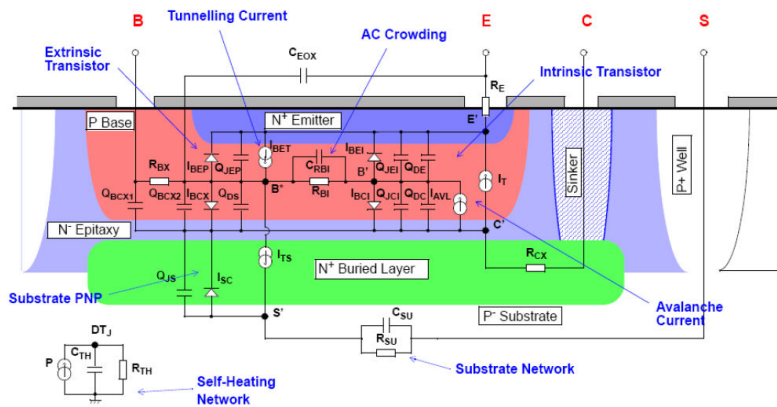 B
Tunnelling Current
E
C
S
Extrinsic
Transistor
C_EOX
AC Crowding
R_E
Intrinsic Transistor
P Base
N⁺ Emitter
E'
I_BEP
Q_JEP
I_BET
C_RBI
I_BEI
Q_JEI
Q_DE
R_BX
B*
R_BI
B'
I_T
Sinker
P+ Well
Q_BCX1
Q_BCX2
I_BCX
Q_DS
I_BCI
Q_JCI
Q_DC
I_AVL
N⁻ Epitaxy
C'
I_TS
N⁺ Buried Layer
R_CX
Q_JS
I_SC
Substrate PNP
S'
C_SU
P⁻ Substrate
Avalanche
Current
R_SU
DT_J
C_TH
P
R_TH
Self-Heating
Network
Substrate Network